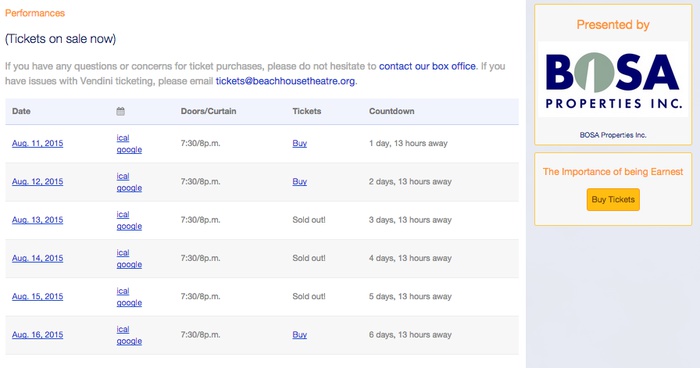 Performances
(Tickets on sale now)
If you have any questions or concerns for ticket purchases, please do not hesitate to contact our box office. If you
have issues with Vendini ticketing, please email tickets@beachhousetheatre.org.
Date Doors/Curtain Tickets Countdown
Aug. 11, 2015 ical google 7:30/8p.m. Buy 1 day, 13 hours away
Aug. 12, 2015 ical google 7:30/8p.m. Buy 2 days, 13 hours away
Aug. 13, 2015 ical google 7:30/8p.m. Sold out! 3 days, 13 hours away
Aug. 14, 2015 ical google 7:30/8p.m. Sold out! 4 days, 13 hours away
Aug. 15, 2015 ical google 7:30/8p.m. Sold out! 5 days, 13 hours away
Aug. 16, 2015 ical google 7:30/8p.m. Buy 6 days, 13 hours away
Presented by
BOSA
PROPERTIES INC.
BOSA Properties Inc.
The Importance of being Earnest
Buy Tickets